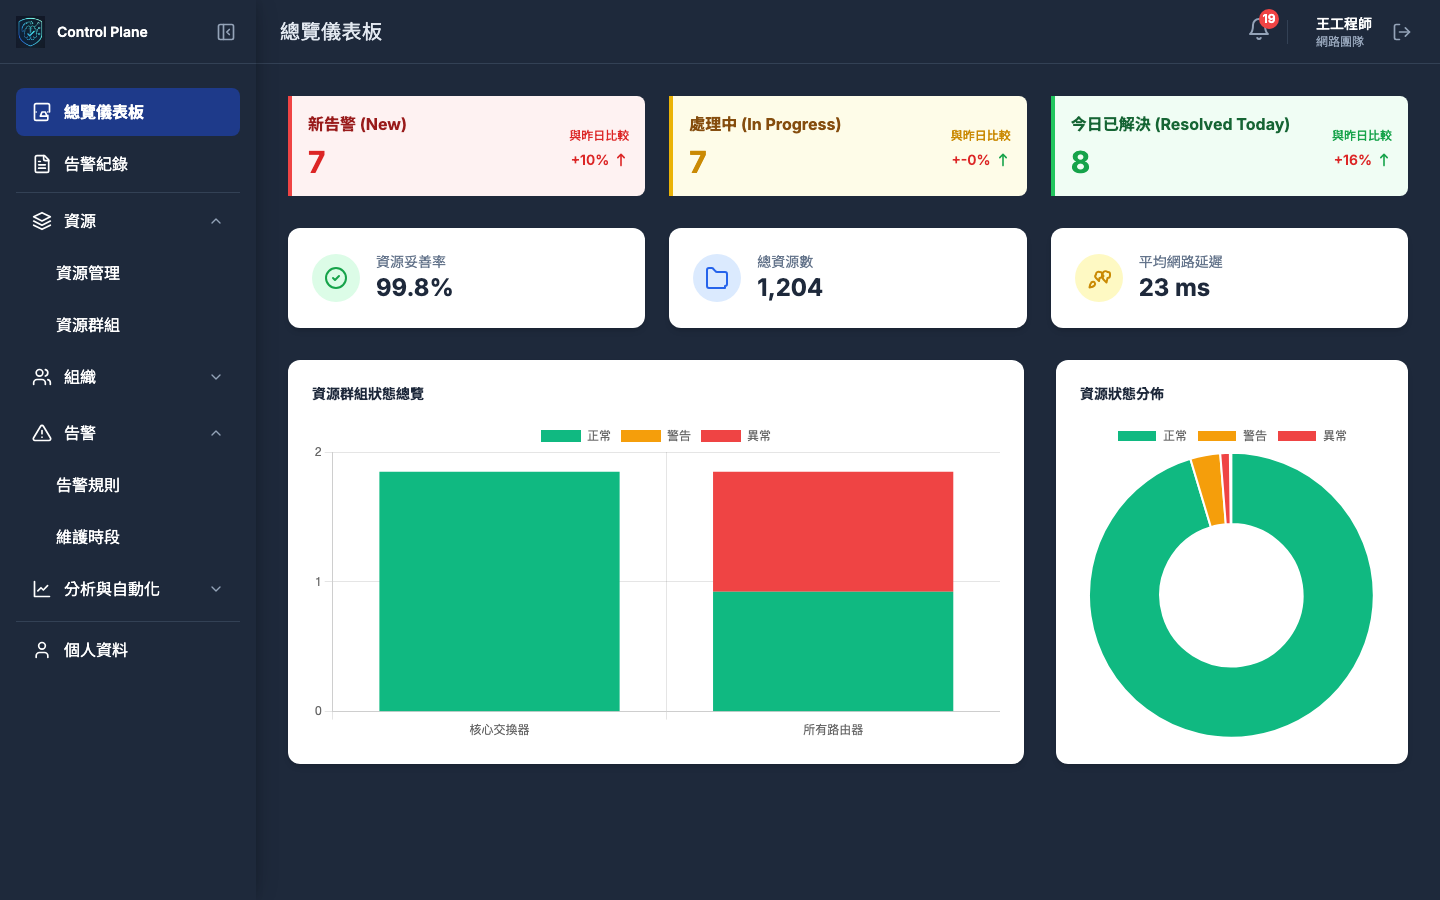 Control Plane
總覽儀表板
19
王工程師
網路團隊
總覽儀表板
告警紀錄
資源
資源管理
資源群組
組織
告警
告警規則
維護時段
分析與自動化
個人資料
新告警 (New)
7
與昨日比較
+10% ↑
處理中 (In Progress)
7
與昨日比較
+-0% ↑
今日已解決 (Resolved Today)
8
與昨日比較
+16% ↑
資源妥善率
99.8%
總資源數
1,204
平均網路延遲
23 ms
資源群組狀態總覽
正常 警告 異常
2
1
0
核心交換器 所有路由器
資源狀態分佈
正常 警告 異常